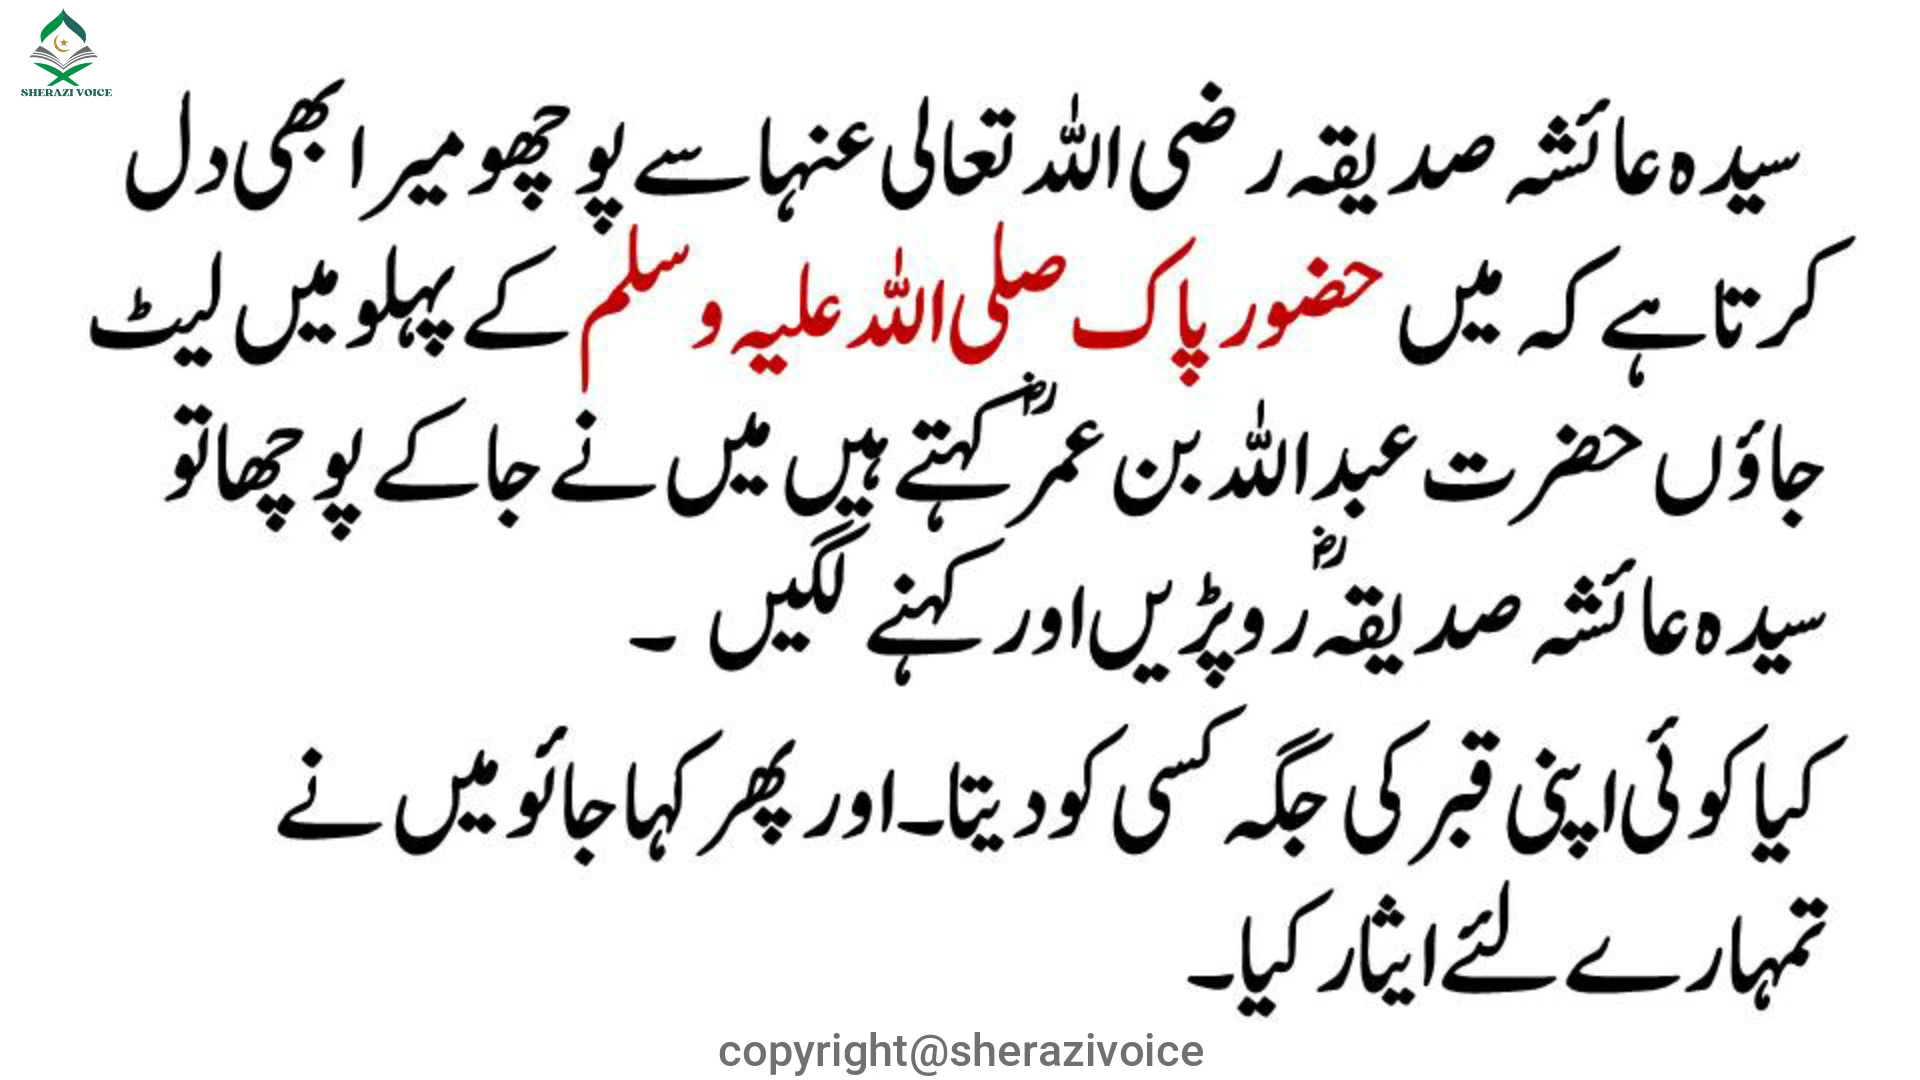 SHERAZI VOICE
سیدہ عائشہ صدیقہ رضی اللہ تعالی عنہا سے پوچھو میرا بھی دل
کرتا ہے کہ میں حضور پاک صلی اللہ علیہ وسلم کے پہلو میں لیٹ
جاؤں حضرت عبداللہ بن عمرؓ کہتے ہیں میں نے جا کے پوچھا تو
سیدہ عائشہ صدیقہؓ رو پڑیں اور کہنے لگیں ۔
کیا کوئی اپنی قبر کی جگہ کسی کو دیتا۔ اور پھر کہا جائو میں نے
تمہارے لئے ایثار کیا۔
copyright@sherazivoice